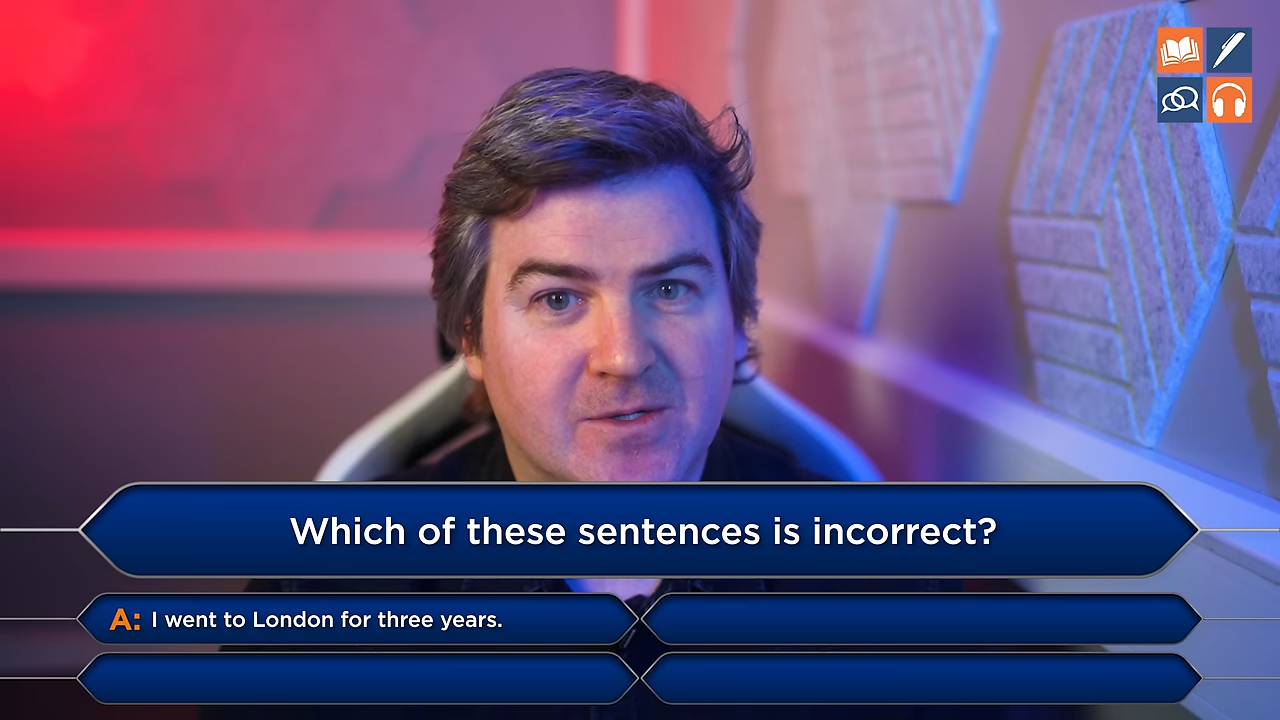 Which of these sentences is incorrect?
A: I went to London for three years.